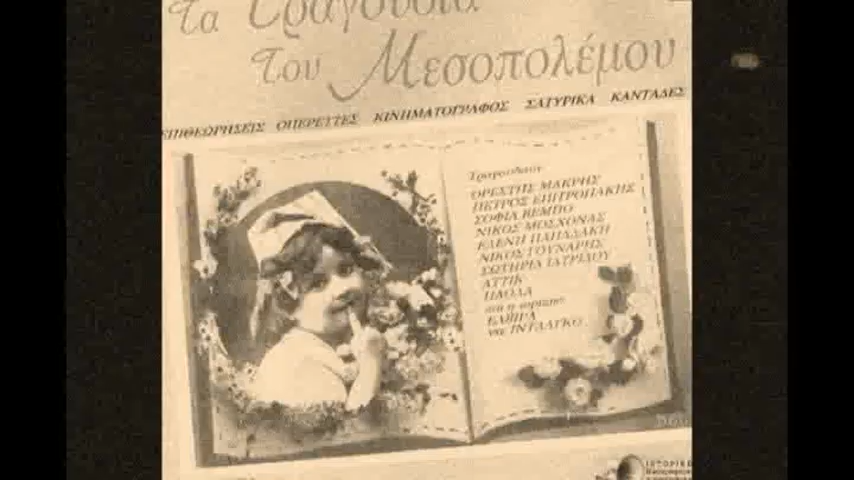 Τα Τραγούδια
του Μεσοπολέμου
ΕΠΙΘΕΩΡΗΣΕΙΣ ΟΠΕΡΕΤΤΕΣ ΚΙΝΗΜΑΤΟΓΡΑΦΟΣ ΣΑΤΥΡΙΚΑ ΚΑΝΤΑΔΕΣ
Τραγουδούν:
ΟΡΕΣΤΗΣ ΜΑΚΡΗΣ
ΠΕΤΡΟΣ ΕΠΙΤΡΟΠΑΚΗΣ
ΣΟΦΙΑ ΒΕΜΠΟ
ΝΙΚΟΣ ΜΟΣΧΟΝΑΣ
ΕΛΕΝΗ ΠΑΠΑΔΑΚΗ
ΝΙΚΟΣ ΓΟΥΝΑΡΗΣ
ΣΩΤΗΡΙΑ ΙΑΤΡΙΔΟΥ
ΑΤΤΙΚ
ΠΑΟΛΑ
ΙΣΤΟΡΙΚΕΣ